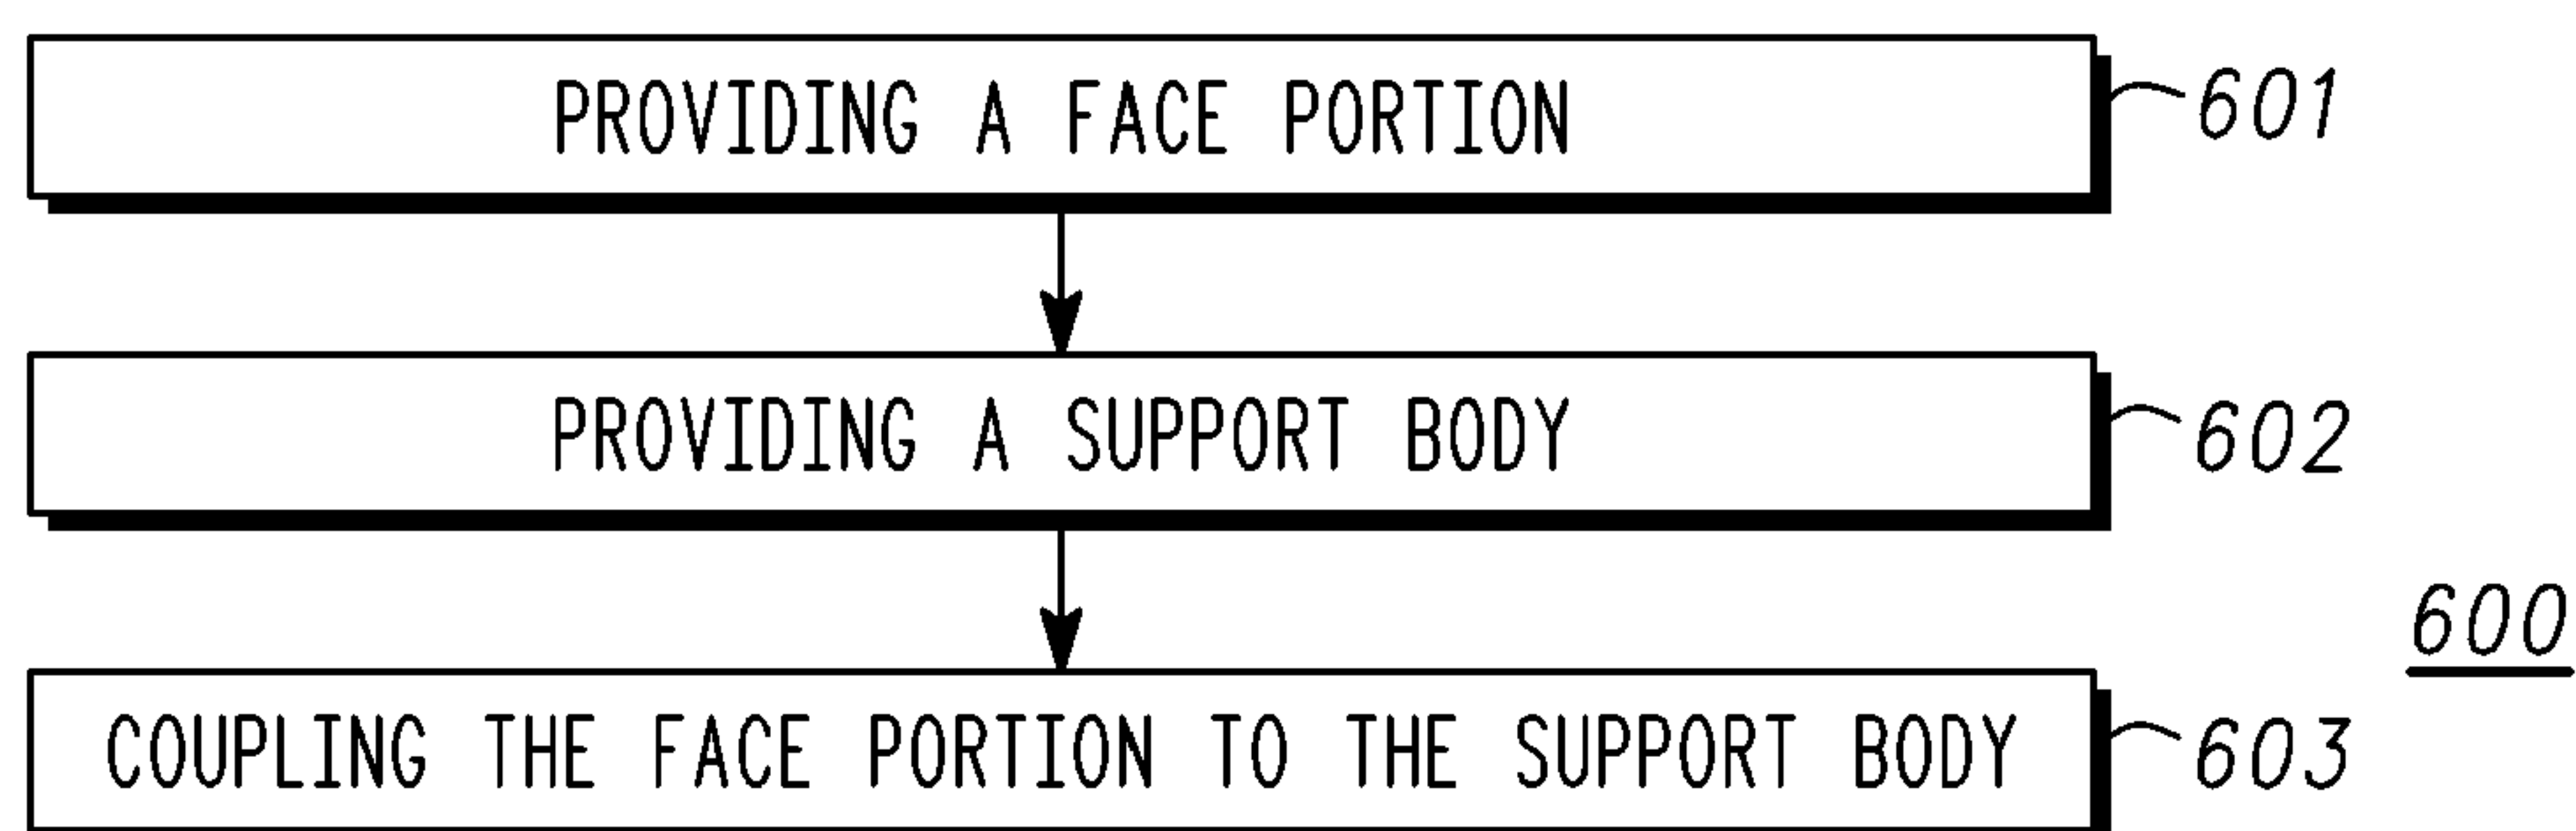 PROVIDING A FACE PORTION 601
PROVIDING A SUPPORT BODY 602
600
COUPLING THE FACE PORTION TO THE SUPPORT BODY 603